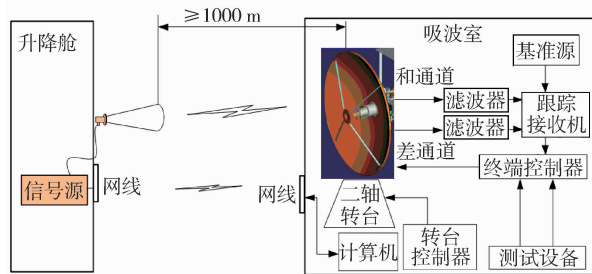 ≥1000 m
升降舱
吸波室
基准源
和通道
滤波器
滤波器
跟踪
接收机
差通道
终端控制器
信号源
网线
网线
二轴
转台
计算机
转台
控制器
测试设备